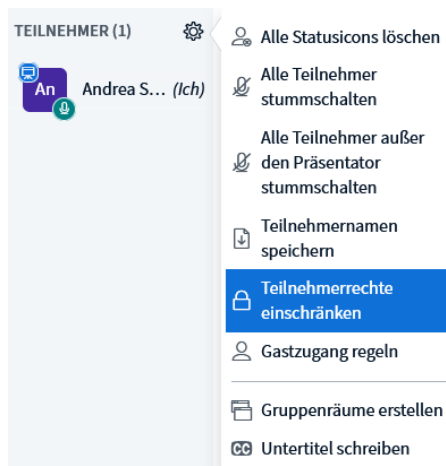 TEILNEHMER (1)
An
Andrea S... (Ich)
Alle Statusicons löschen
Alle Teilnehmer
stummschalten
Alle Teilnehmer außer
den Präsentator
stummschalten
Teilnehmernamen
speichern
Teilnehmerrechte
einschränken
Gastzugang regeln
Gruppenräume erstellen
CC Untertitel schreiben